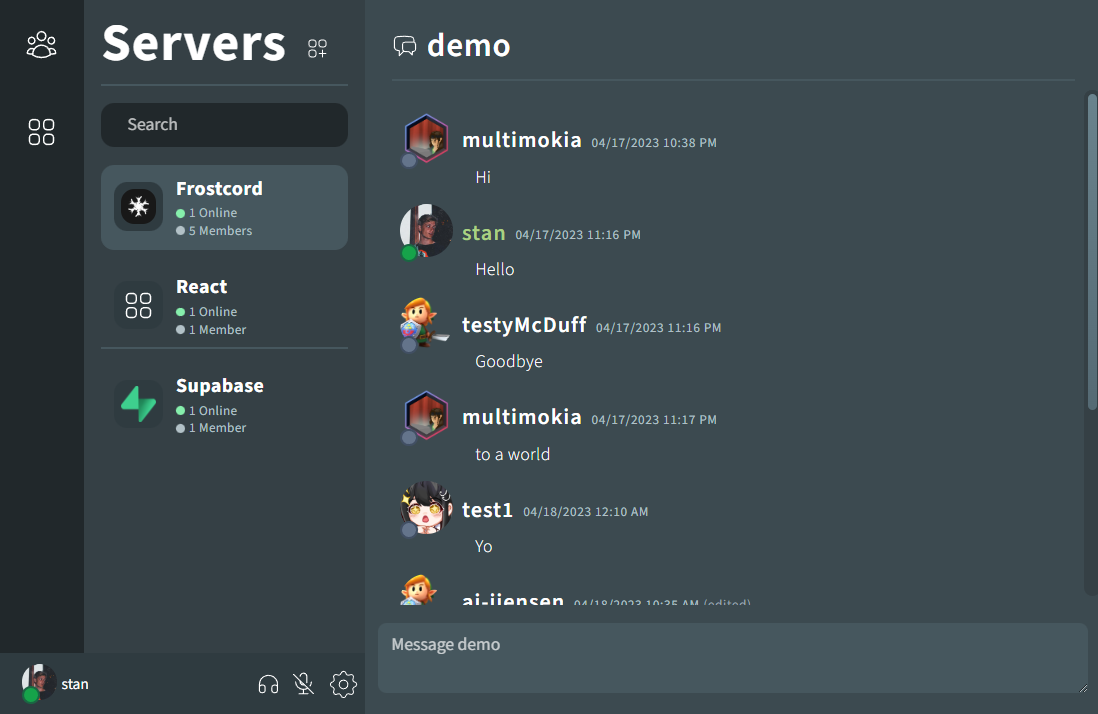 Servers
Search
Frostcord
1 Online
5 Members
React
1 Online
1 Member
Supabase
1 Online
1 Member
stan
demo
multimokia 04/17/2023 10:38 PM
Hi
stan 04/17/2023 11:16 PM
Hello
testyMcDuff 04/17/2023 11:16 PM
Goodbye
multimokia 04/17/2023 11:17 PM
to a world
test1 04/18/2023 12:10 AM
Yo
04/18/2023 10:35 AM (edited)
Message demo